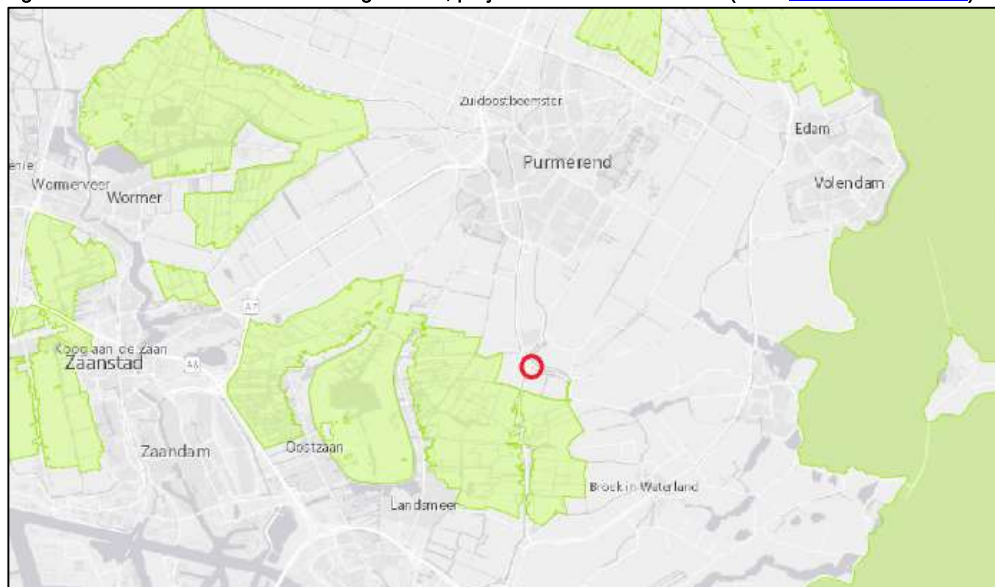 Zuidoostbeemster
Edam
Purmerend
Volendam
Wormerveer
Wormer
A7
Koog aan de Zaan
Zaanstad
A8
Oostzaan
Zaandam
Broek in Waterland
Landsmeer